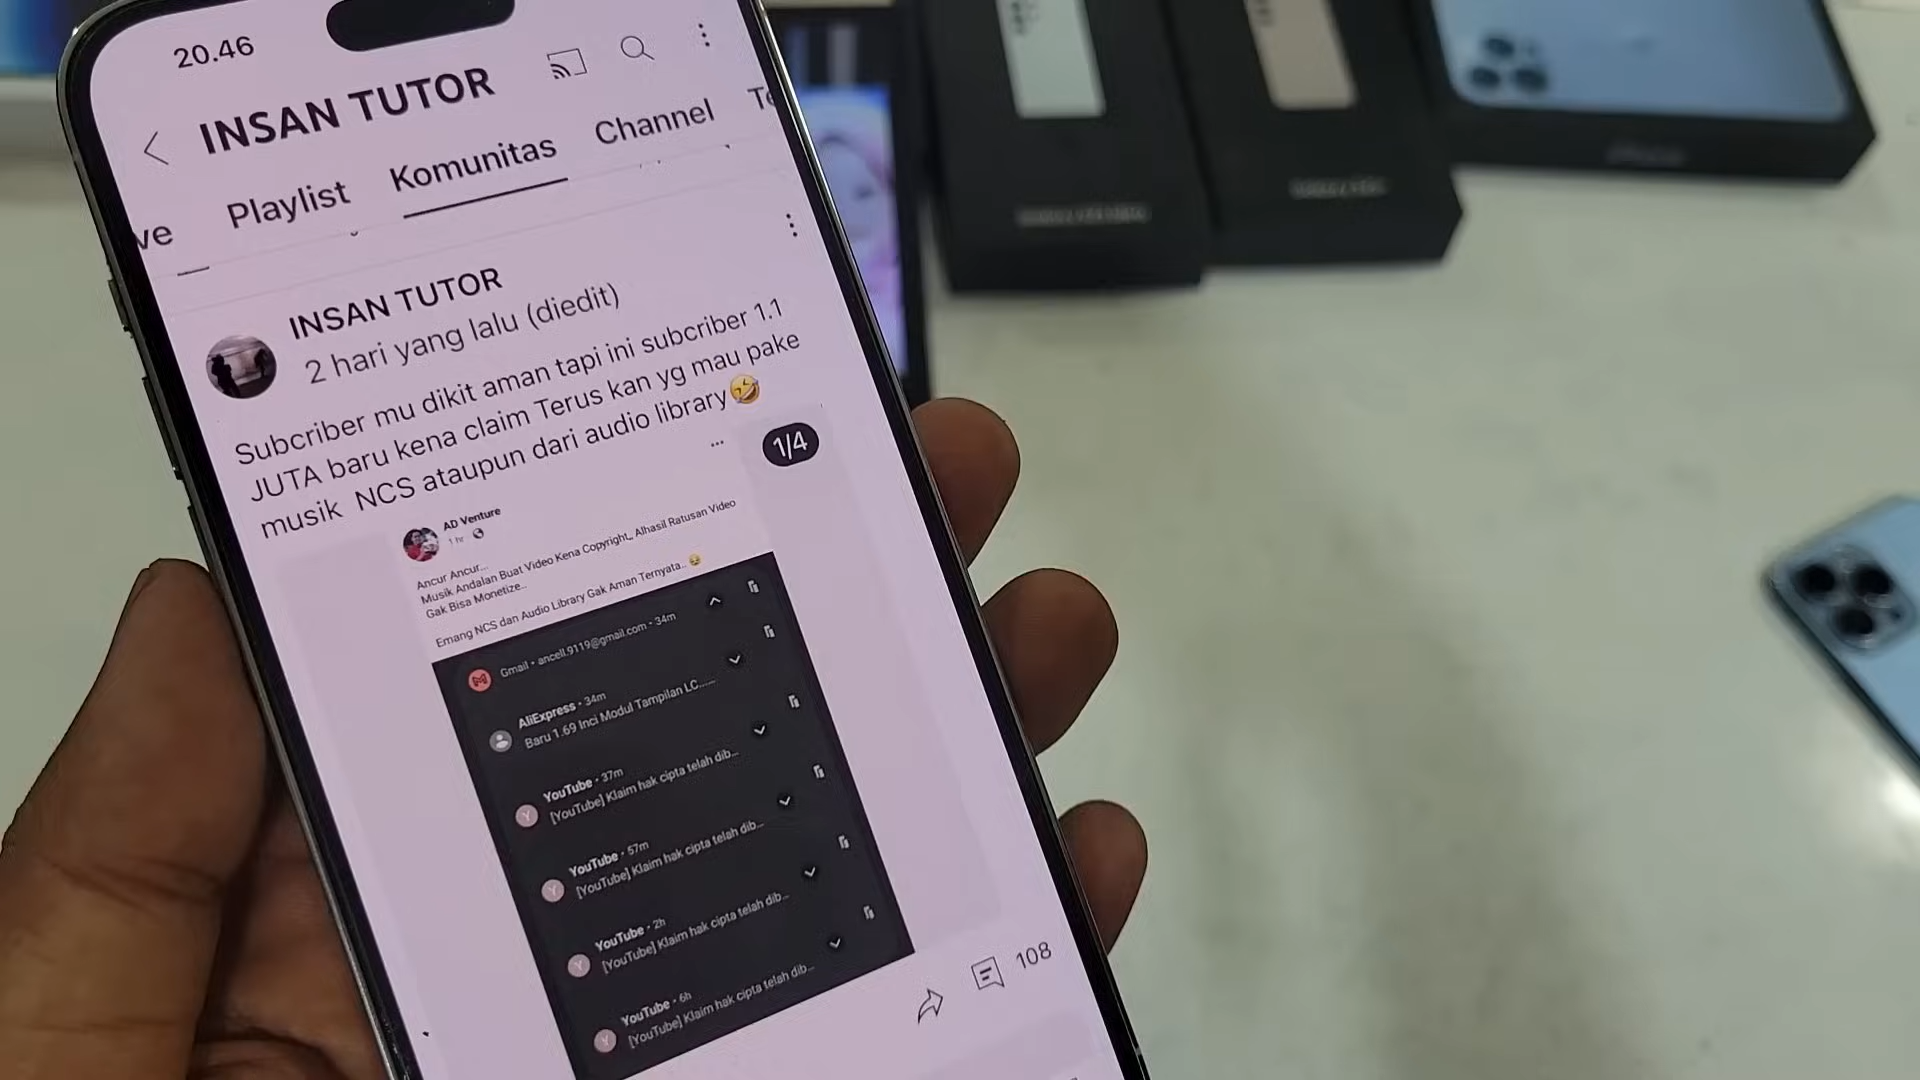 20.46
INSAN TUTOR
ve Playlist Komunitas Channel
INSAN TUTOR
2 hari yang lalu (diedit)
Subcriber mu dikit aman tapi ini subcriber 1.1
JUTA baru kena claim Terus kan yg mau pake
musik NCS ataupun dari audio library🤣
1/4
AD Venture
1 hr
Ancur Ancur...
Musik Andalan Buat Video Kena Copyright,, Alhasil Ratusan Video
Gak Bisa Monetize..
Emang NCS dan Audio Library Gak Aman Ternyata..
Gmail • ancell.9119@gmail.com • 34m
AliExpress • 34m
Baru 1.69 Inci Modul Tampilan LC......
YouTube • 37m
[YouTube] Klaim hak cipta telah dib...
YouTube • 57m
[YouTube] Klaim hak cipta telah dib...
YouTube • 2h
[YouTube] Klaim hak cipta telah dib...
YouTube • 6h
[YouTube] Klaim hak cipta telah dib...
108